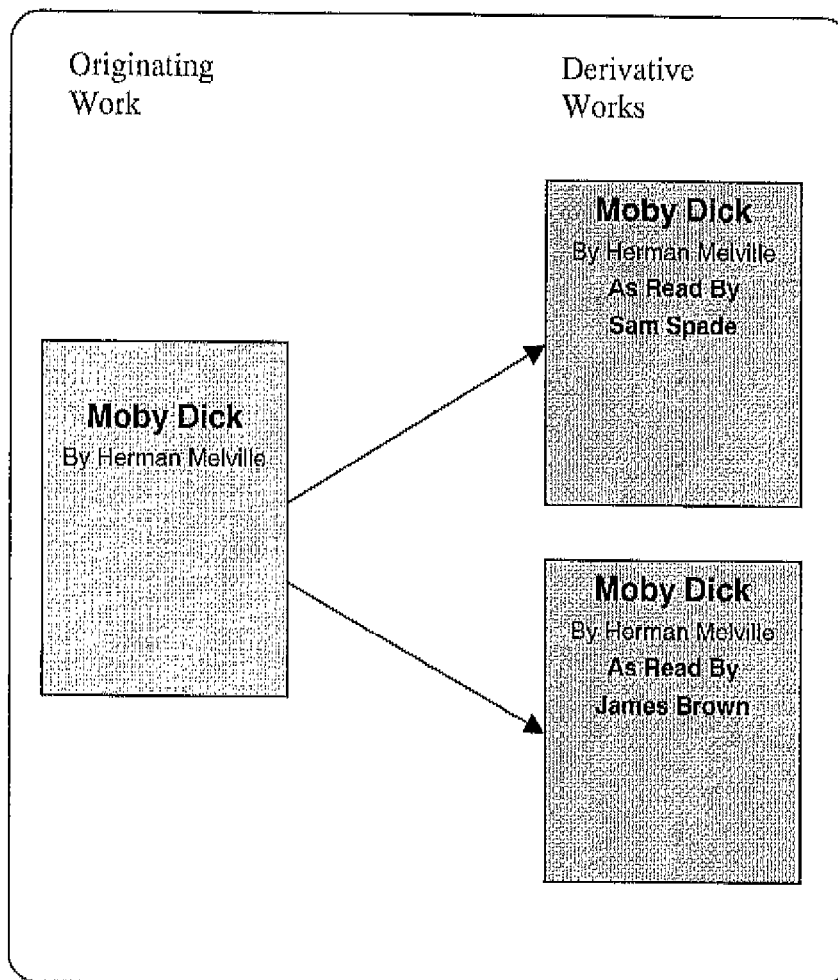 Originating
Work
Derivative
Works
Moby Dick
By Herman Melville
Moby Dick
By Herman Melville
As Read By
Sam Spade
Moby Dick
By Herman Melville
As Read By
James Brown